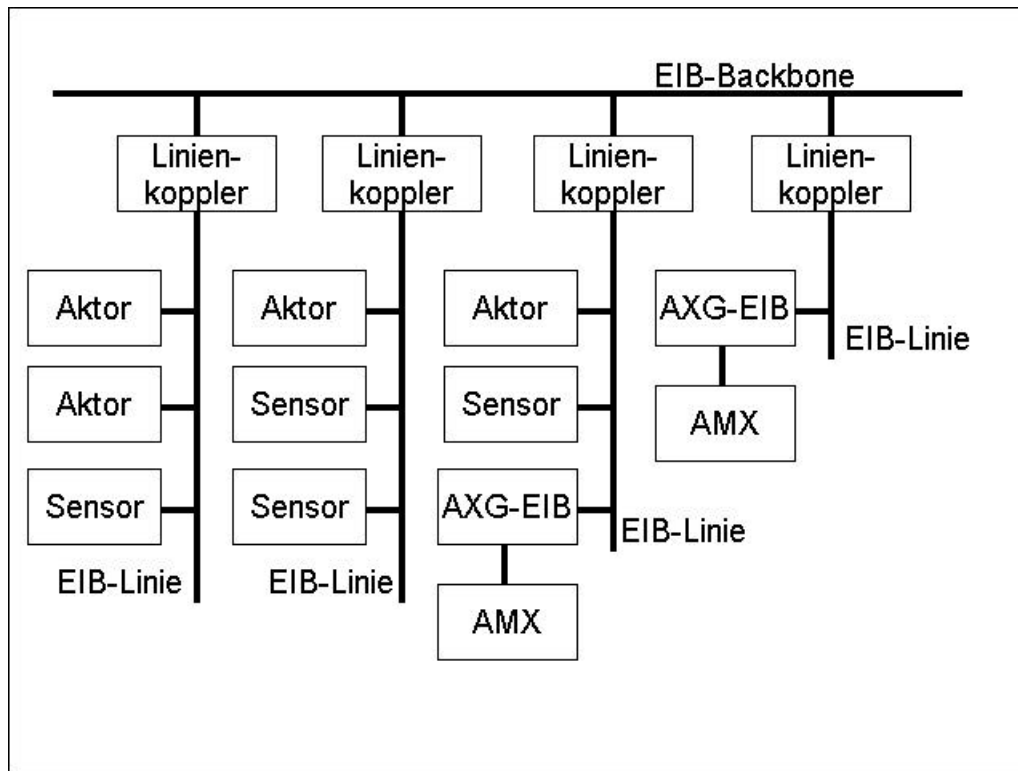 EIB-Backbone
Linien-
koppler
Linien-
koppler
Linien-
koppler
Linien-
koppler
Aktor
Aktor
Aktor
AXG-EIB
EIB-Linie
Aktor
Sensor
Sensor
AMX
Sensor
Sensor
AXG-EIB
EIB-Linie
EIB-Linie
EIB-Linie
AMX